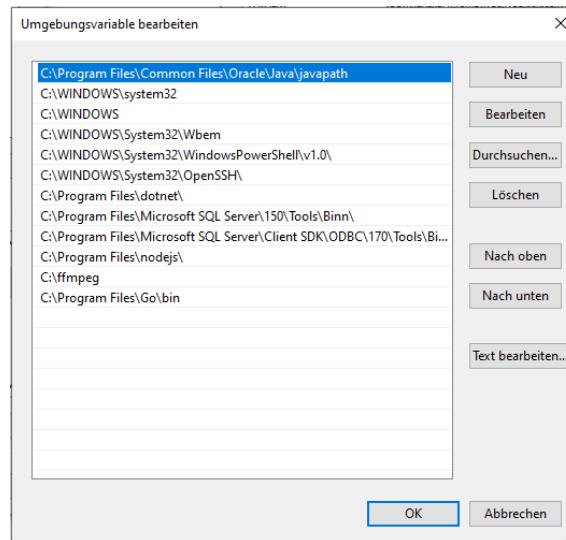 Umgebungsvariable bearbeiten
C:\Program Files\Common Files\Oracle\Java\javapath
C:\WINDOWS\system32
C:\WINDOWS
C:\WINDOWS\System32\Wbem
C:\WINDOWS\System32\WindowsPowerShell\v1.0\
C:\WINDOWS\System32\OpenSSH\
C:\Program Files\dotnet\
C:\Program Files\Microsoft SQL Server\150\Tools\Binn\
C:\Program Files\Microsoft SQL Server\Client SDK\ODBC\170\Tools\Bi...
C:\Program Files\nodejs\
C:\ffmpeg
C:\Program Files\Go\bin
Neu
Bearbeiten
Durchsuchen...
Löschen
Nach oben
Nach unten
Text bearbeiten..
OK
Abbrechen